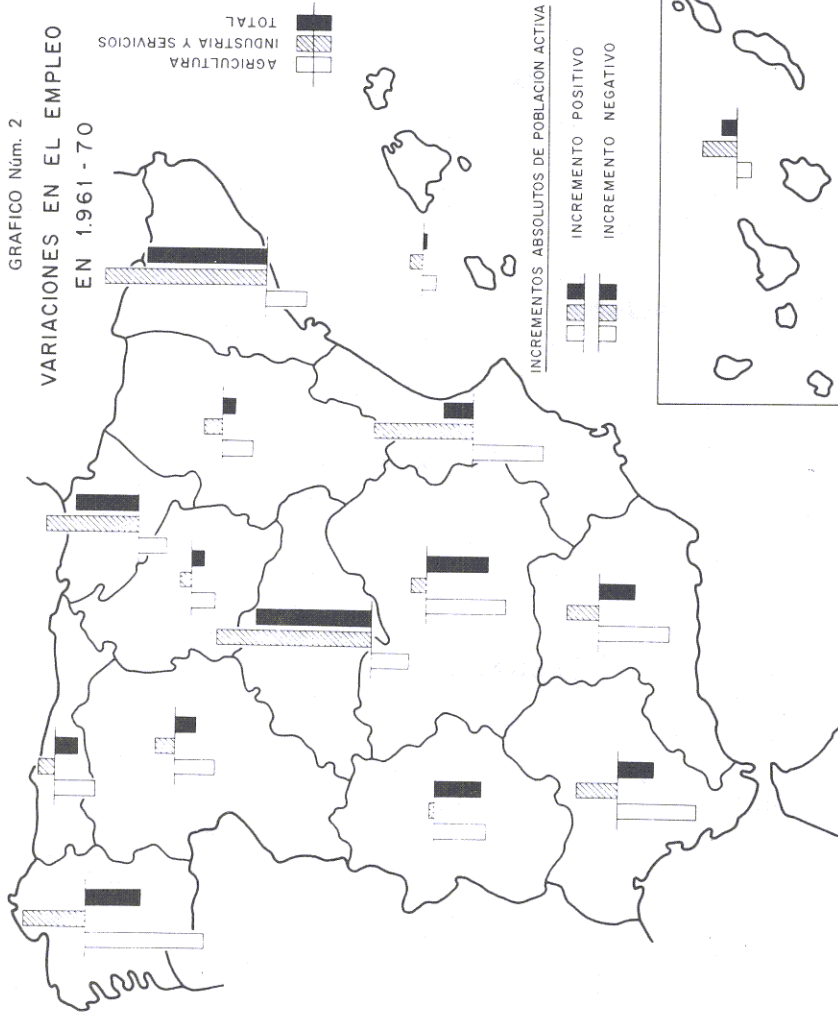 GRAFICO Núm. 2
VARIACIONES EN EL EMPLEO
EN 1.961-70
AGRICULTURA
INDUSTRIA Y SERVICIOS
TOTAL
INCREMENTOS ABSOLUTOS DE POBLACION ACTIVA
INCREMENTO POSITIVO
INCREMENTO NEGATIVO